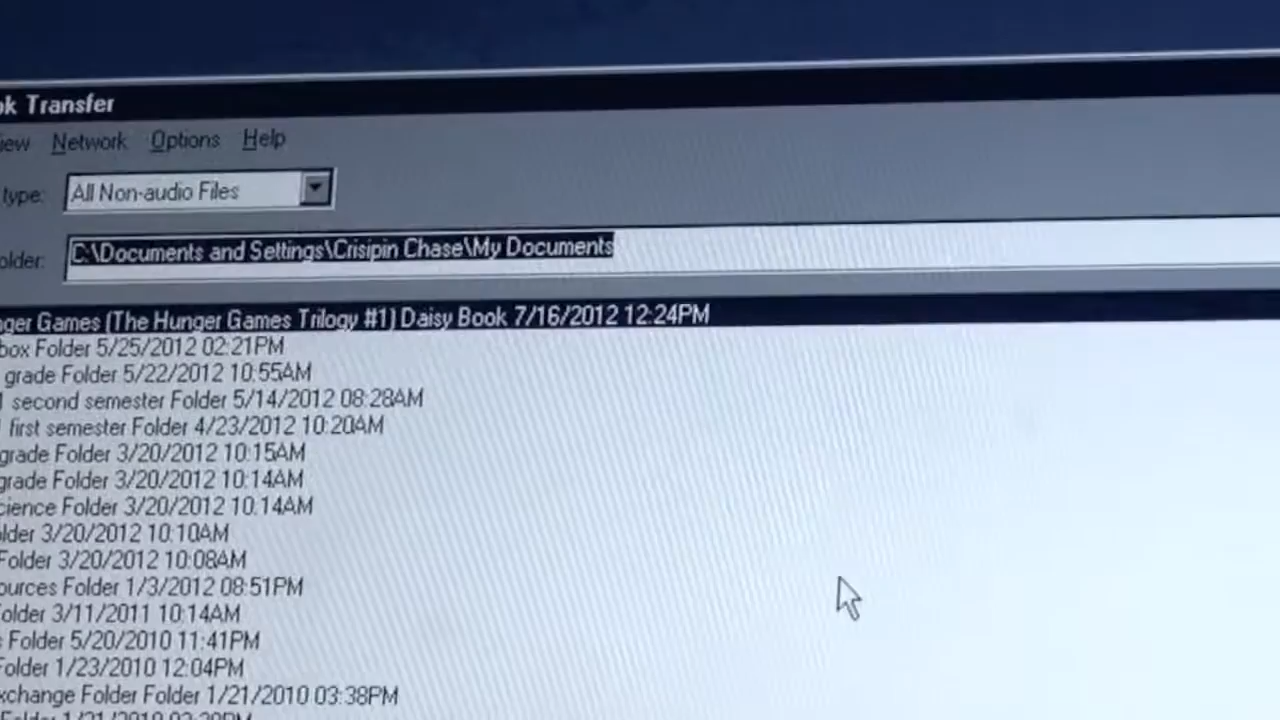 ok Transfer
iew Network Options Help
type: All Non-audio Files
older: C:\Documents and Settings\Crisipin Chase\My Documents
ger Games (The Hunger Games Trilogy #1) Daisy Book 7/16/2012 12:24PM
box Folder 5/25/2012 02:21PM
grade Folder 5/22/2012 10:55AM
1 second semester Folder 5/14/2012 08:28AM
first semester Folder 4/23/2012 10:20AM
grade Folder 3/20/2012 10:15AM
grade Folder 3/20/2012 10:14AM
cience Folder 3/20/2012 10:14AM
older 3/20/2012 10:10AM
Folder 3/20/2012 10:08AM
ources Folder 1/3/2012 08:51PM
Folder 3/11/2011 10:14AM
s Folder 5/20/2010 11:41PM
Folder 1/23/2010 12:04PM
xchange Folder Folder 1/21/2010 03:38PM